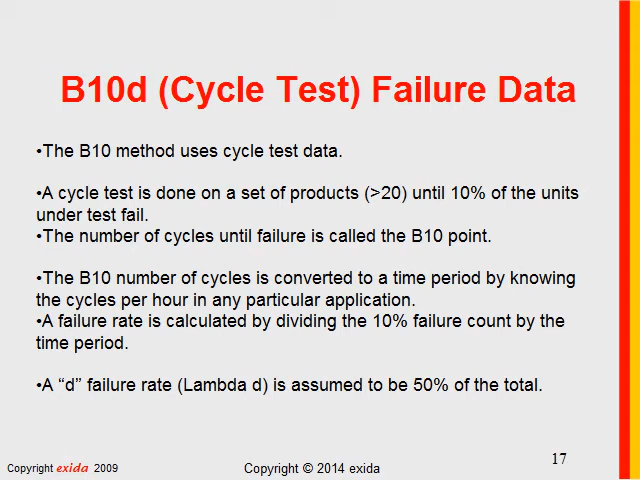 B10d (Cycle Test) Failure Data
•The B10 method uses cycle test data.
•A cycle test is done on a set of products (>20) until 10% of the units
under test fail.
•The number of cycles until failure is called the B10 point.
•The B10 number of cycles is converted to a time period by knowing
the cycles per hour in any particular application.
•A failure rate is calculated by dividing the 10% failure count by the
time period.
•A “d” failure rate (Lambda d) is assumed to be 50% of the total.
17
Copyright exida 2009
Copyright © 2014 exida